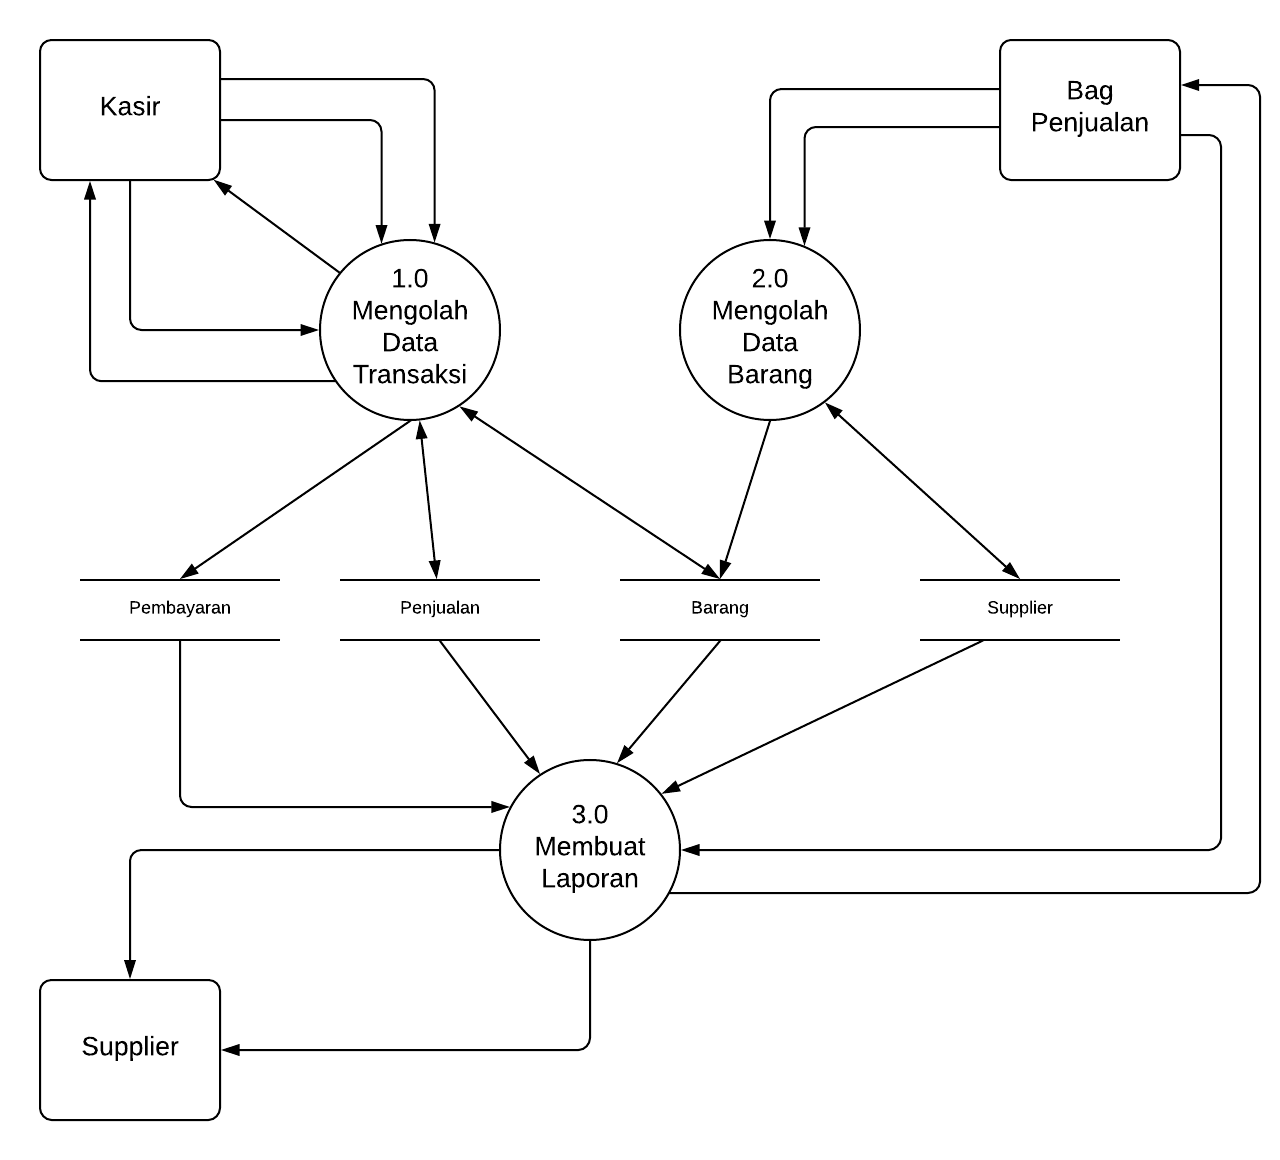 Kasir
Bag
Penjualan
1.0
Mengolah
Data
Transaksi
2.0
Mengolah
Data
Barang
Pembayaran
Penjualan
Barang
Supplier
3.0
Membuat
Laporan
Supplier